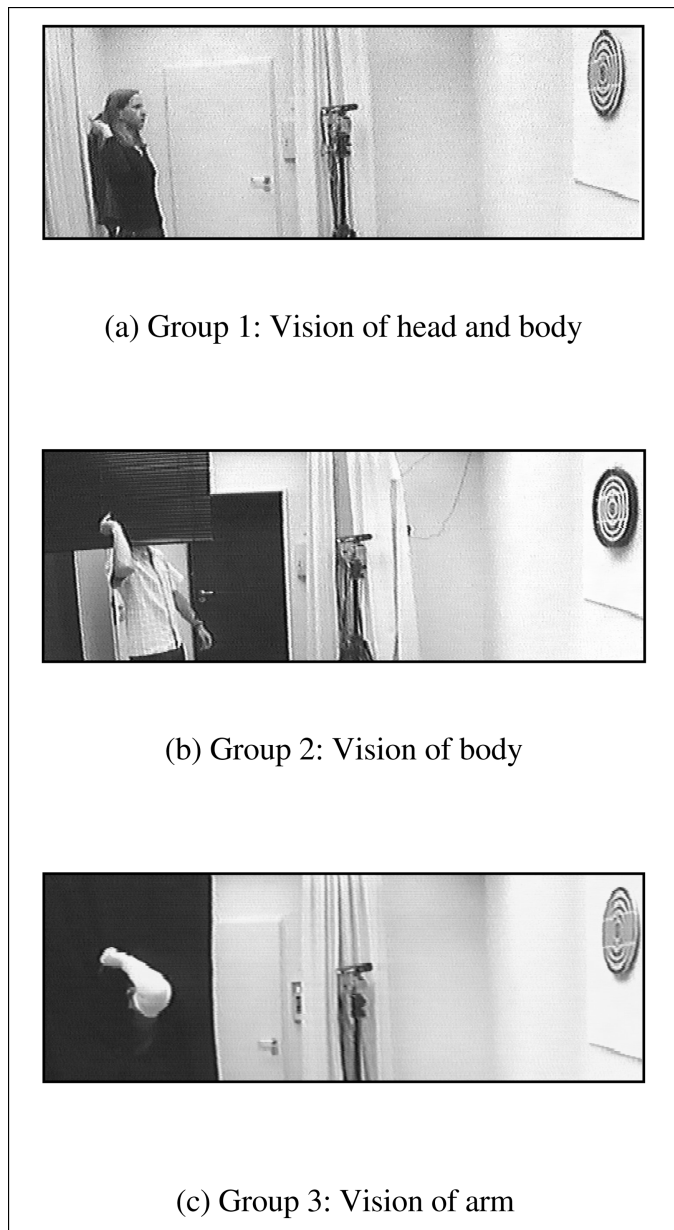 (a) Group 1: Vision of head and body
(b) Group 2: Vision of body
(c) Group 3: Vision of arm